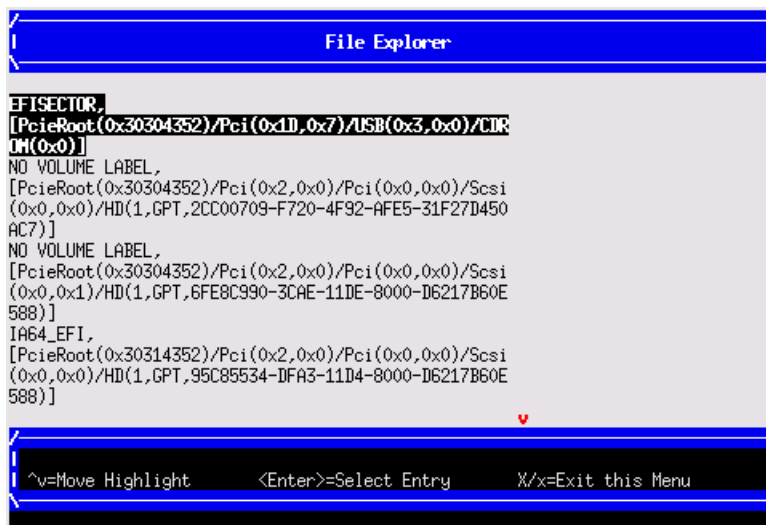 File Explorer
EFISECTOR,
[PcieRoot(0x30304352)/Pci(0x1D,0x7)/USB(0x3,0x0)/CDR
OM(0x0)]
NO VOLUME LABEL,
[PcieRoot(0x30304352)/Pci(0x2,0x0)/Pci(0x0,0x0)/Scsi
(0x0,0x0)/HD(1,GPT,2CC00709-F720-4F92-AFE5-31F27D450
AC7)]
NO VOLUME LABEL,
[PcieRoot(0x30304352)/Pci(0x2,0x0)/Pci(0x0,0x0)/Scsi
(0x0,0x1)/HD(1,GPT,6FE8C990-3CAE-11DE-8000-D6217B60E
588)]
IA64_EFI,
[PcieRoot(0x30314352)/Pci(0x2,0x0)/Pci(0x0,0x0)/Scsi
(0x0,0x0)/HD(1,GPT,95C85534-DFA3-11D4-8000-D6217B60E
588)]
v
^v=Move Highlight <Enter>=Select Entry X/x=Exit this Menu